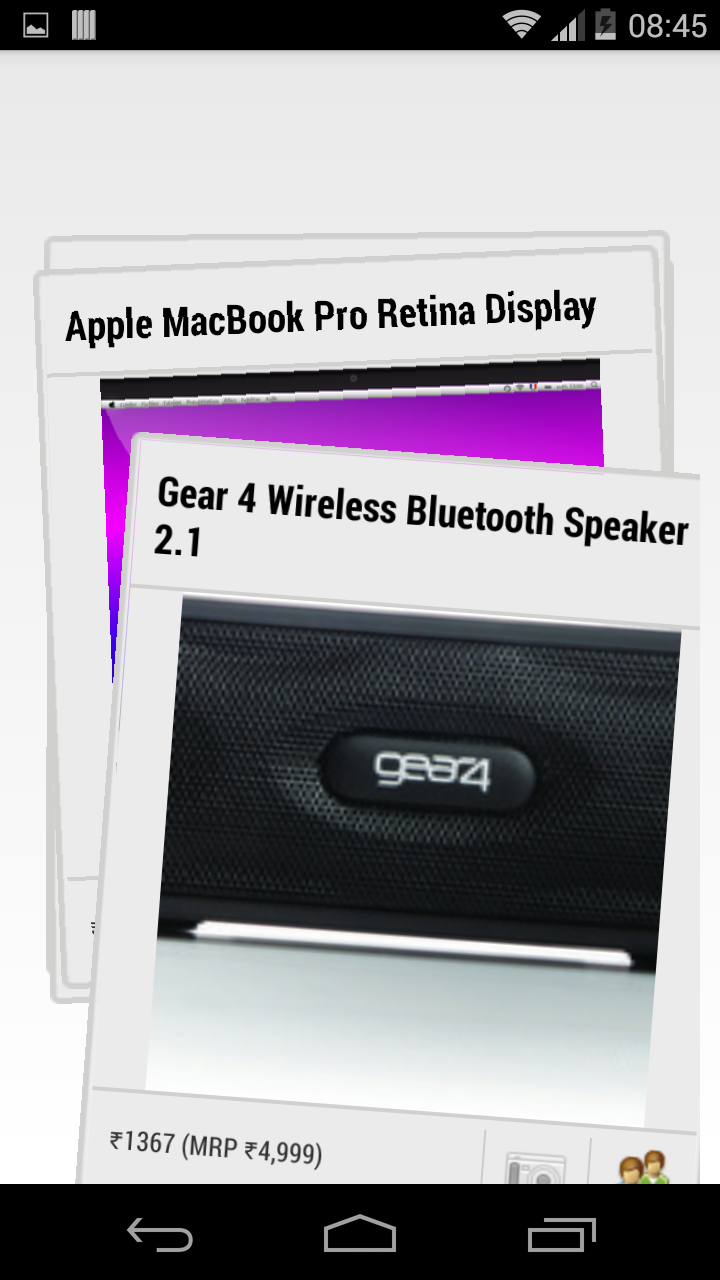 08:45
Apple MacBook Pro Retina Display
Gear 4 Wireless Bluetooth Speaker
2.1
gear4
₹1367 (MRP ₹4,999)